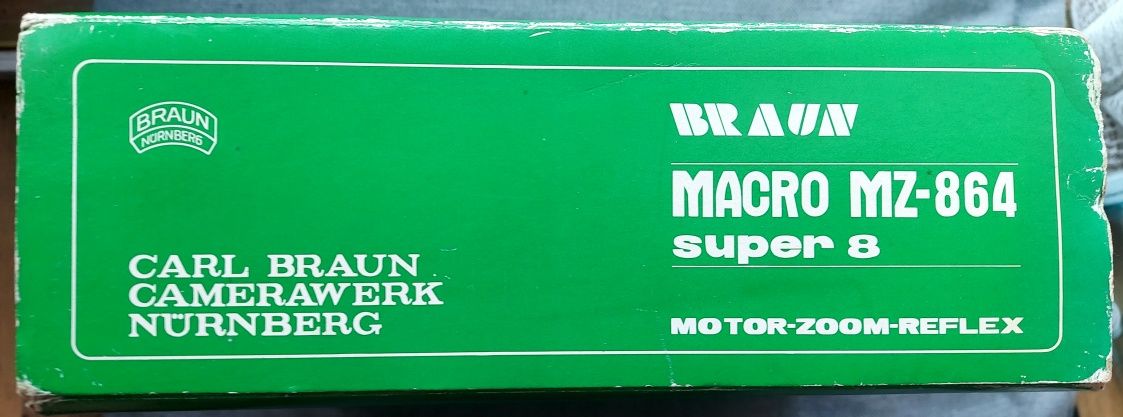 BRAUN
NÜRNBERG
CARL BRAUN
CAMERAWERK
NÜRNBERG
BRAUN
MACRO MZ-864
super 8
MOTOR-ZOOM-REFLEX